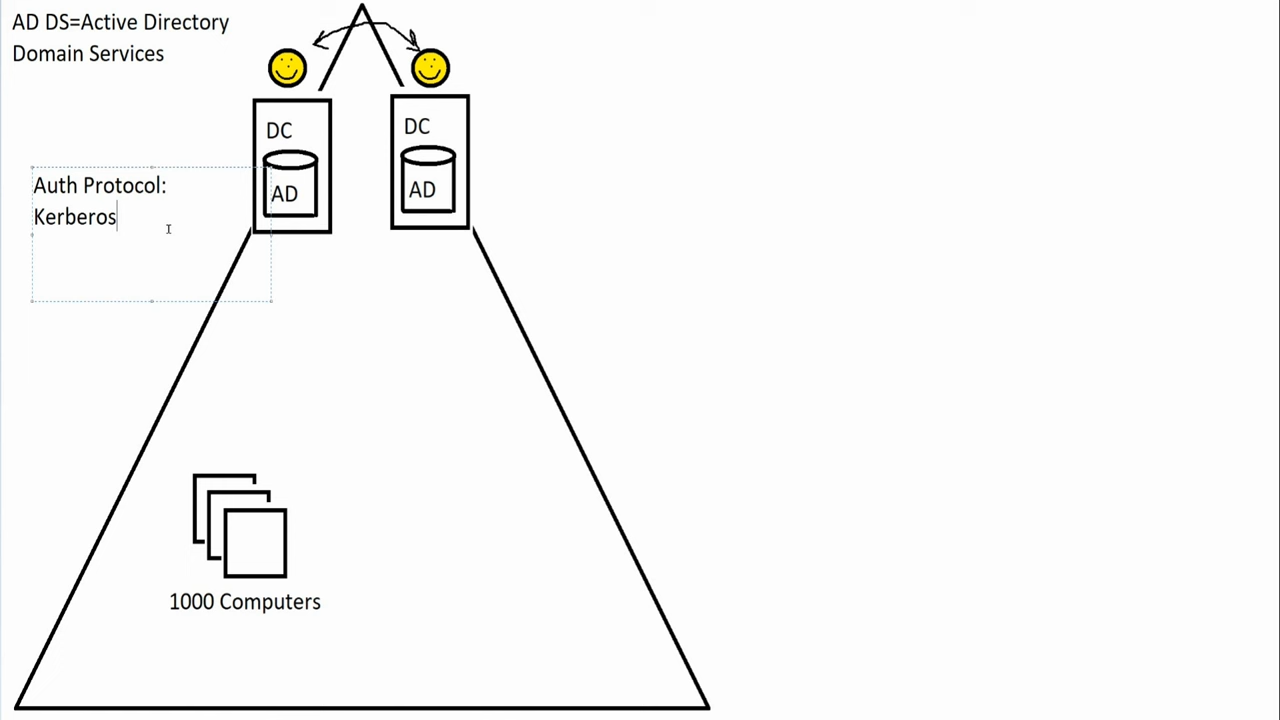 AD DS=Active Directory
Domain Services
DC
AD
DC
AD
Auth Protocol:
Kerberos
1000 Computers